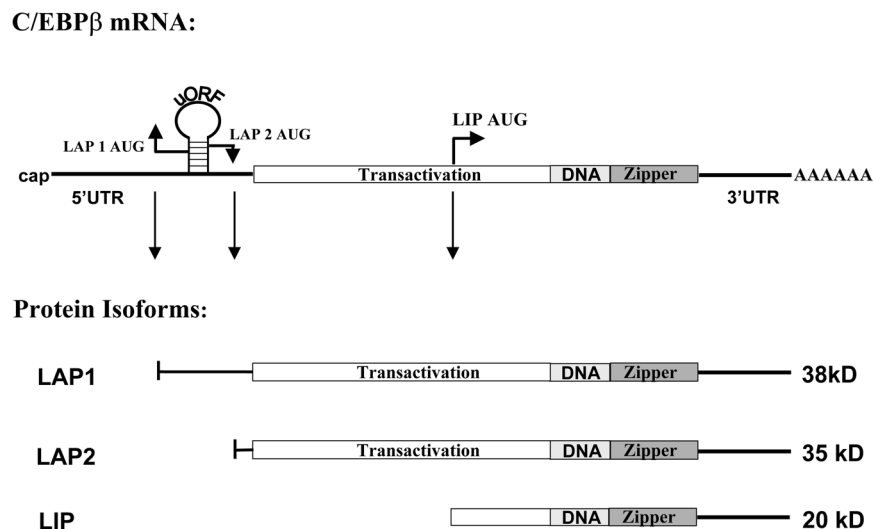 C/EBPβ mRNA:
uORF
LAP 1 AUG
LAP 2 AUG
LIP AUG
cap
Transactivation
DNA
Zipper
AAAAAA
5'UTR
3'UTR
Protein Isoforms:
LAP1
Transactivation
DNA
Zipper
38kD
LAP2
Transactivation
DNA
Zipper
35 kD
LIP
DNA
Zipper
20 kD